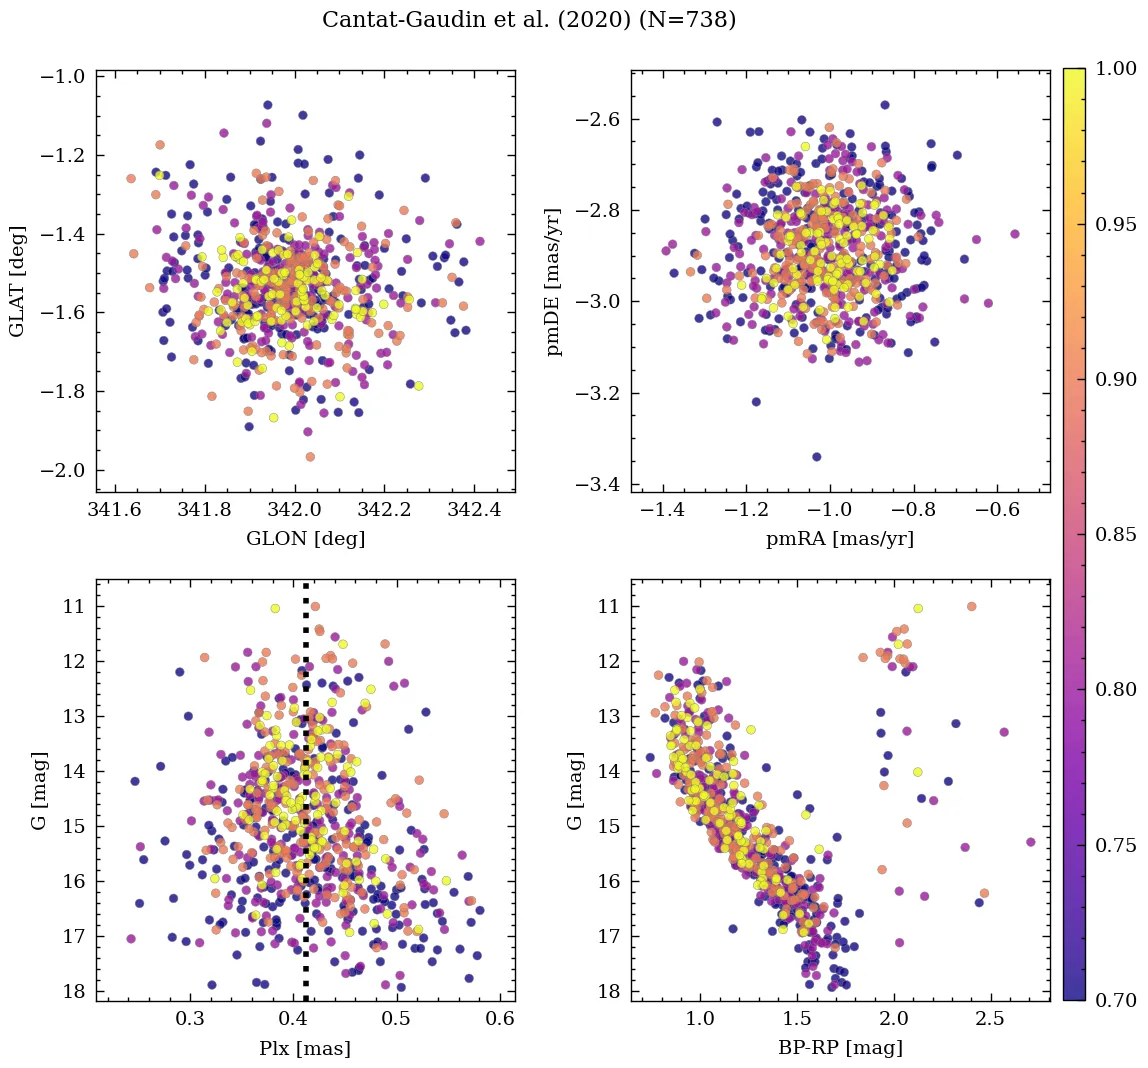 Cantat-Gaudin et al. (2020) (N=738)
−1.0
−1.2
−1.4
−1.6
−1.8
−2.0
GLAT [deg]
341.6 341.8 342.0 342.2 342.4
GLON [deg]
−2.6
−2.8
−3.0
−3.2
−3.4
pmDE [mas/yr]
−1.4 −1.2 −1.0 −0.8 −0.6
pmRA [mas/yr]
1.00
0.95
0.90
0.85
0.80
0.75
0.70
11
12
13
14
15
16
17
18
G [mag]
0.3 0.4 0.5 0.6
Plx [mas]
11
12
13
14
15
16
17
18
G [mag]
1.0 1.5 2.0 2.5
BP-RP [mag]